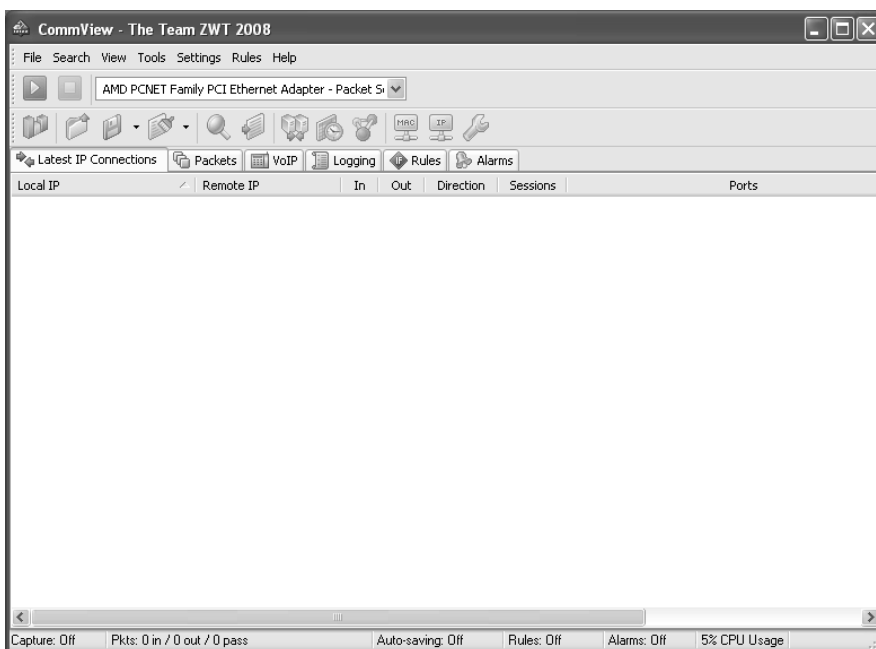 CommView - The Team ZWT 2008
File Search View Tools Settings Rules Help
AMD PCNET Family PCI Ethernet Adapter - Packet S
MAC IP
Latest IP Connections Packets VoIP Logging IP Rules Alarms
Local IP Remote IP In Out Direction Sessions Ports
Capture: Off Pkts: 0 in / 0 out / 0 pass Auto-saving: Off Rules: Off Alarms: Off 5% CPU Usage